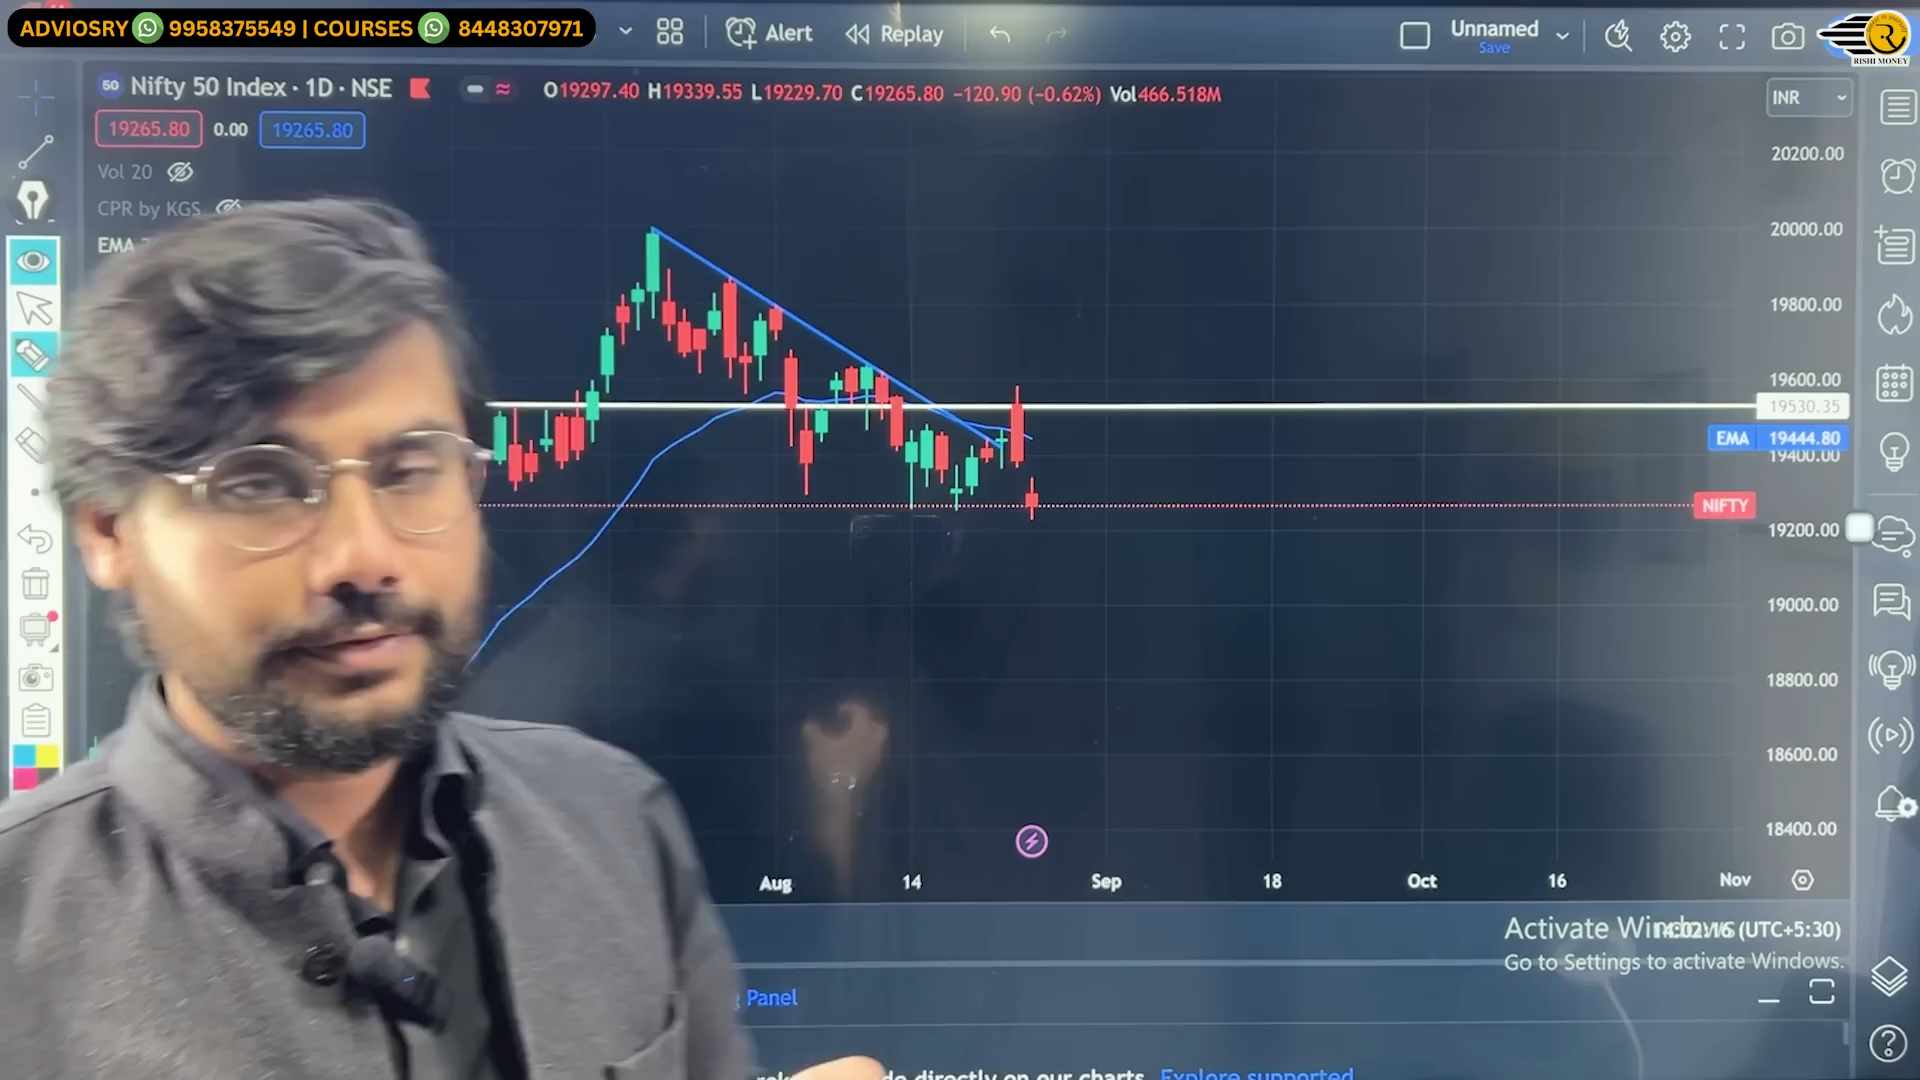 ADVIOSRY 9958375549 | COURSES 8448307971
Alert
Replay
Unnamed
Save
RISHI MONEY
50 Nifty 50 Index · 1D · NSE
O19297.40 H19339.55 L19229.70 C19265.80 −120.90 (−0.62%) Vol466.518M
INR
19265.80 0.00 19265.80
Vol 20
CPR by KGS
EMA
20200.00
20000.00
19800.00
19600.00
19530.35
EMA 19444.80
19400.00
NIFTY
19200.00
19000.00
18800.00
18600.00
18400.00
Aug 14 Sep 18 Oct 16 Nov
Activate Windows
(UTC+5:30)
Go to Settings to activate Windows.
Panel
directly on our charts. Explore supported